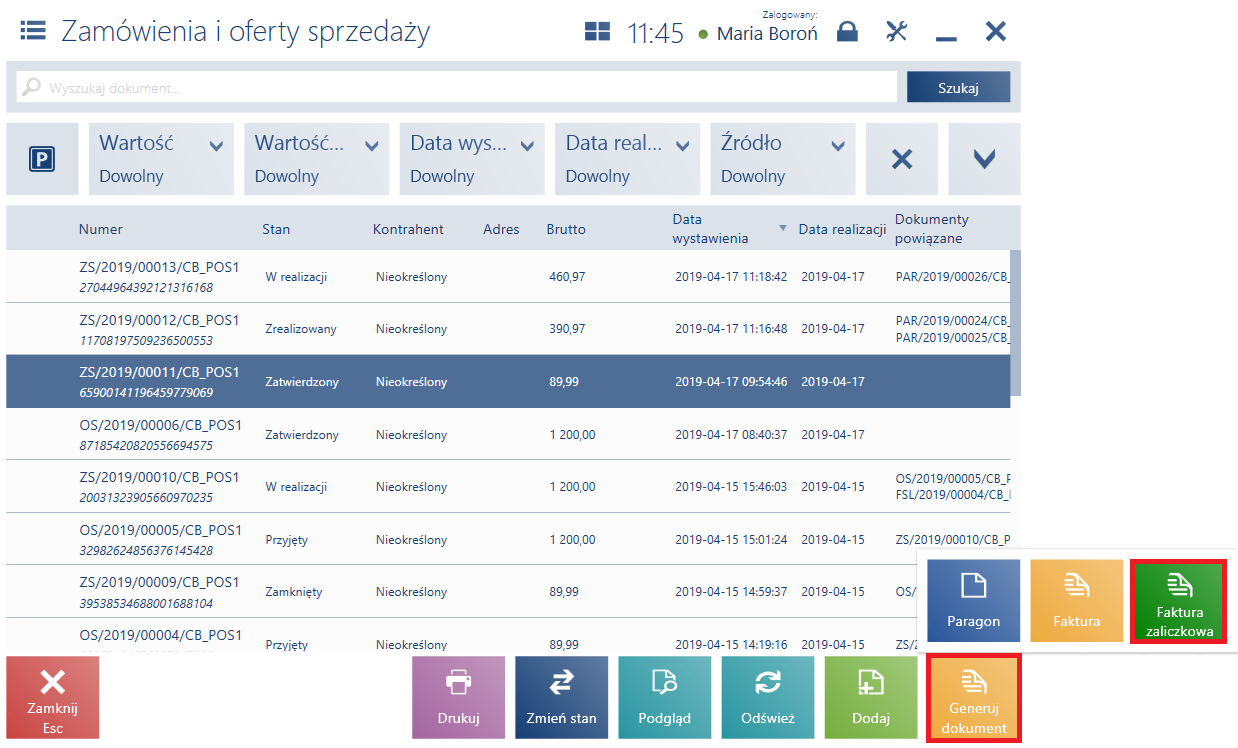 Zamówienia i oferty sprzedaży
11:45
Zalogowany:
Maria Boroń
Wyszukaj dokument...
Szukaj
P
Wartość
Dowolny
Wartość...
Dowolny
Data wys...
Dowolny
Data real...
Dowolny
Źródło
Dowolny
Numer Stan Kontrahent Adres Brutto Data wystawienia Data realizacji Dokumenty powiązane
ZS/2019/00013/CB_POS1 W realizacji Nieokreślony 460,97 2019-04-17 11:18:42 2019-04-17 PAR/2019/00026/CB_
27044964392121316168
ZS/2019/00012/CB_POS1 Zrealizowany Nieokreślony 390,97 2019-04-17 11:16:48 2019-04-17 PAR/2019/00024/CB_
11708197509236500553 PAR/2019/00025/CB_
ZS/2019/00011/CB_POS1 Zatwierdzony Nieokreślony 89,99 2019-04-17 09:54:46 2019-04-17
65900141196459779069
OS/2019/00006/CB_POS1 Zatwierdzony Nieokreślony 1 200,00 2019-04-17 08:40:37 2019-04-17
87185420820556694575
ZS/2019/00010/CB_POS1 W realizacji Nieokreślony 1 200,00 2019-04-15 15:46:03 2019-04-15 OS/2019/00005/CB_P
20031323905660970235 FSL/2019/00004/CB_
OS/2019/00005/CB_POS1 Przyjęty Nieokreślony 1 200,00 2019-04-15 15:01:24 2019-04-15 ZS/2019/00010/CB_P
32982624856376145428
ZS/2019/00009/CB_POS1 Zamknięty Nieokreślony 89,99 2019-04-15 14:59:37 2019-04-15 OS/
39538534688001688104
OS/2019/00004/CB_POS1 Przyjęty Nieokreślony 89,99 2019-04-15 14:19:16 2019-04-15 ZS/2
Paragon
Faktura
Faktura
zaliczkowa
Zamknij
Esc
Drukuj
Zmień stan
Podgląd
Odśwież
Dodaj
Generuj
dokument